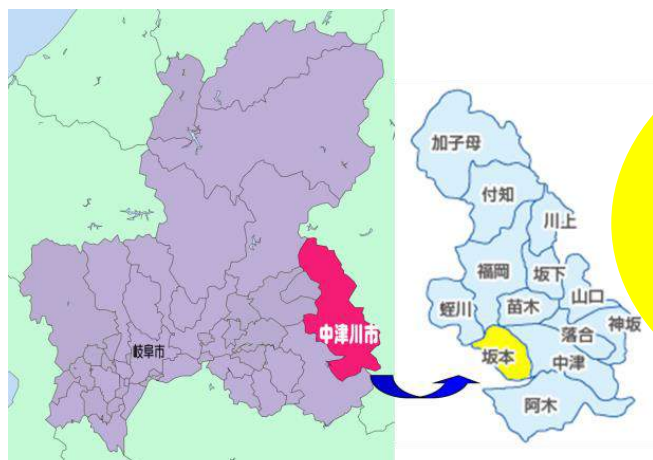 中津川市
岐阜市
加子母
付知
川上
福岡
坂下
山口
蛭川
苗木
神坂
落合
坂本
中津
阿木